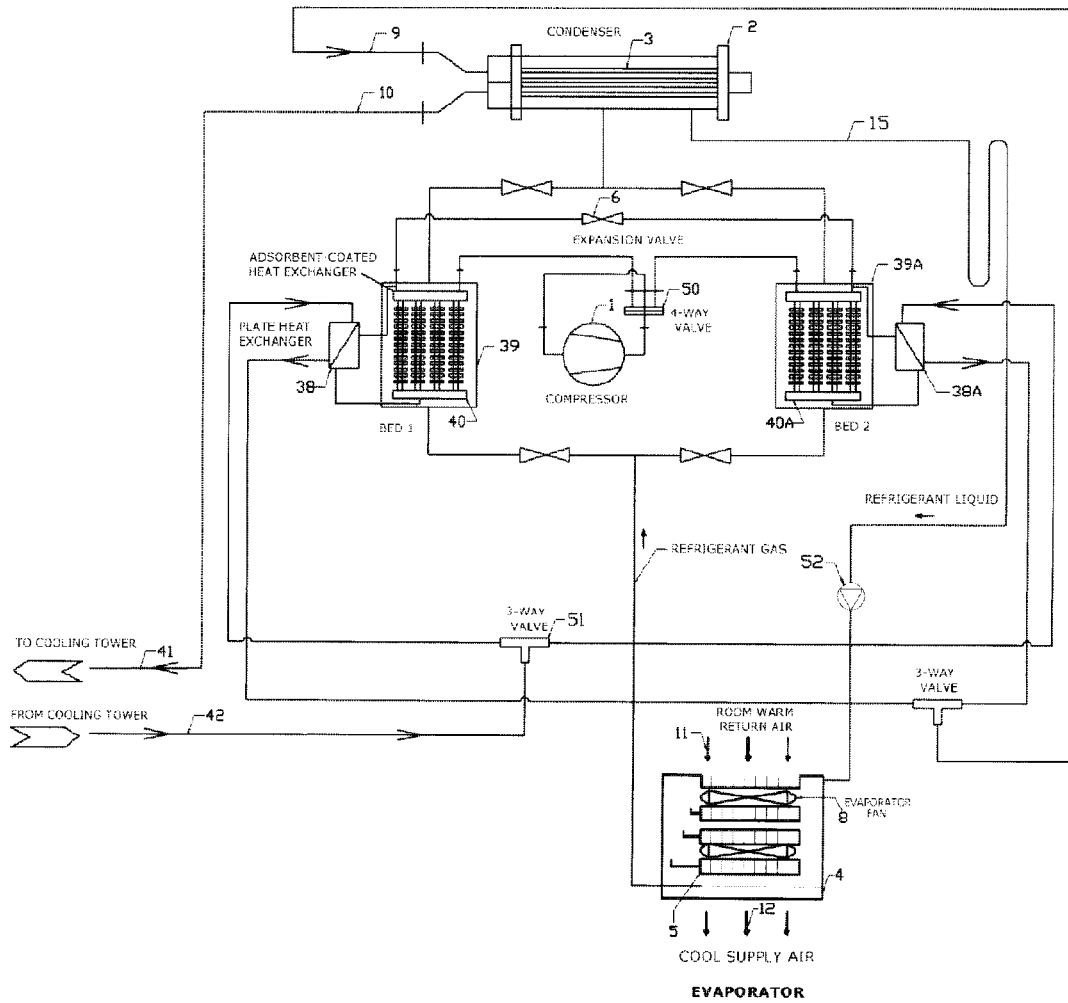 9
CONDENSER
3
2
10
15
6
EXPANSION VALVE
ADSORBENT-COATED
HEAT EXCHANGER
39A
50
4-WAY
VALVE
1
PLATE HEAT
EXCHANGER
38
39
38A
COMPRESSOR
40
40A
BED 1
BED 2
REFRIGERANT LIQUID
REFRIGERANT GAS
52
3-WAY
VALVE
51
TO COOLING TOWER
41
3-WAY
VALVE
FROM COOLING TOWER
42
ROOM WARM
RETURN AIR
11
EVAPORATOR
FAN
8
4
5
12
COOL SUPPLY AIR
EVAPORATOR